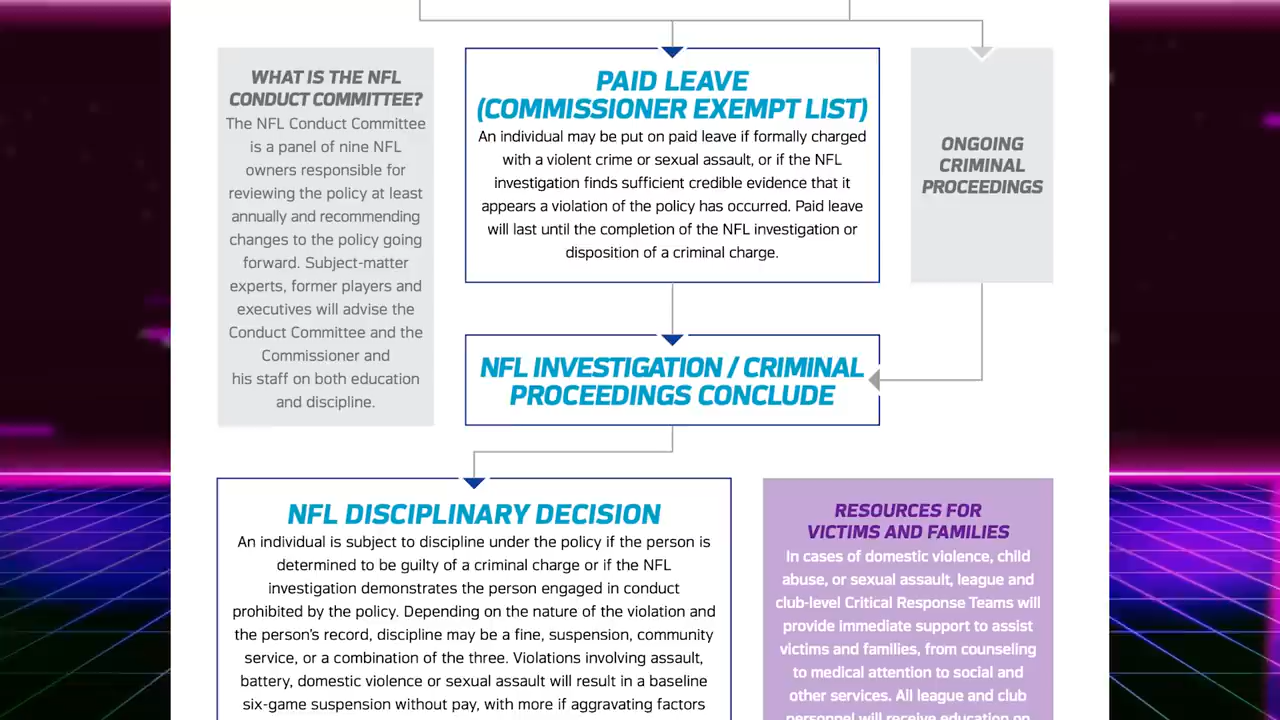 WHAT IS THE NFL
CONDUCT COMMITTEE?
The NFL Conduct Committee
is a panel of nine NFL
owners responsible for
reviewing the policy at least
annually and recommending
changes to the policy going
forward. Subject-matter
experts, former players and
executives will advise the
Conduct Committee and the
Commissioner and
his staff on both education
and discipline.
PAID LEAVE
(COMMISSIONER EXEMPT LIST)
An individual may be put on paid leave if formally charged
with a violent crime or sexual assault, or if the NFL
investigation finds sufficient credible evidence that it
appears a violation of the policy has occurred. Paid leave
will last until the completion of the NFL investigation or
disposition of a criminal charge.
ONGOING
CRIMINAL
PROCEEDINGS
NFL INVESTIGATION / CRIMINAL
PROCEEDINGS CONCLUDE
NFL DISCIPLINARY DECISION
An individual is subject to discipline under the policy if the person is
determined to be guilty of a criminal charge or if the NFL
investigation demonstrates the person engaged in conduct
prohibited by the policy. Depending on the nature of the violation and
the person's record, discipline may be a fine, suspension, community
service, or a combination of the three. Violations involving assault,
battery, domestic violence or sexual assault will result in a baseline
six-game suspension without pay, with more if aggravating factors
RESOURCES FOR
VICTIMS AND FAMILIES
In cases of domestic violence, child
abuse, or sexual assault, league and
club-level Critical Response Teams will
provide immediate support to assist
victims and families, from counseling
to medical attention to social and
other services. All league and club
personnel will receive education on